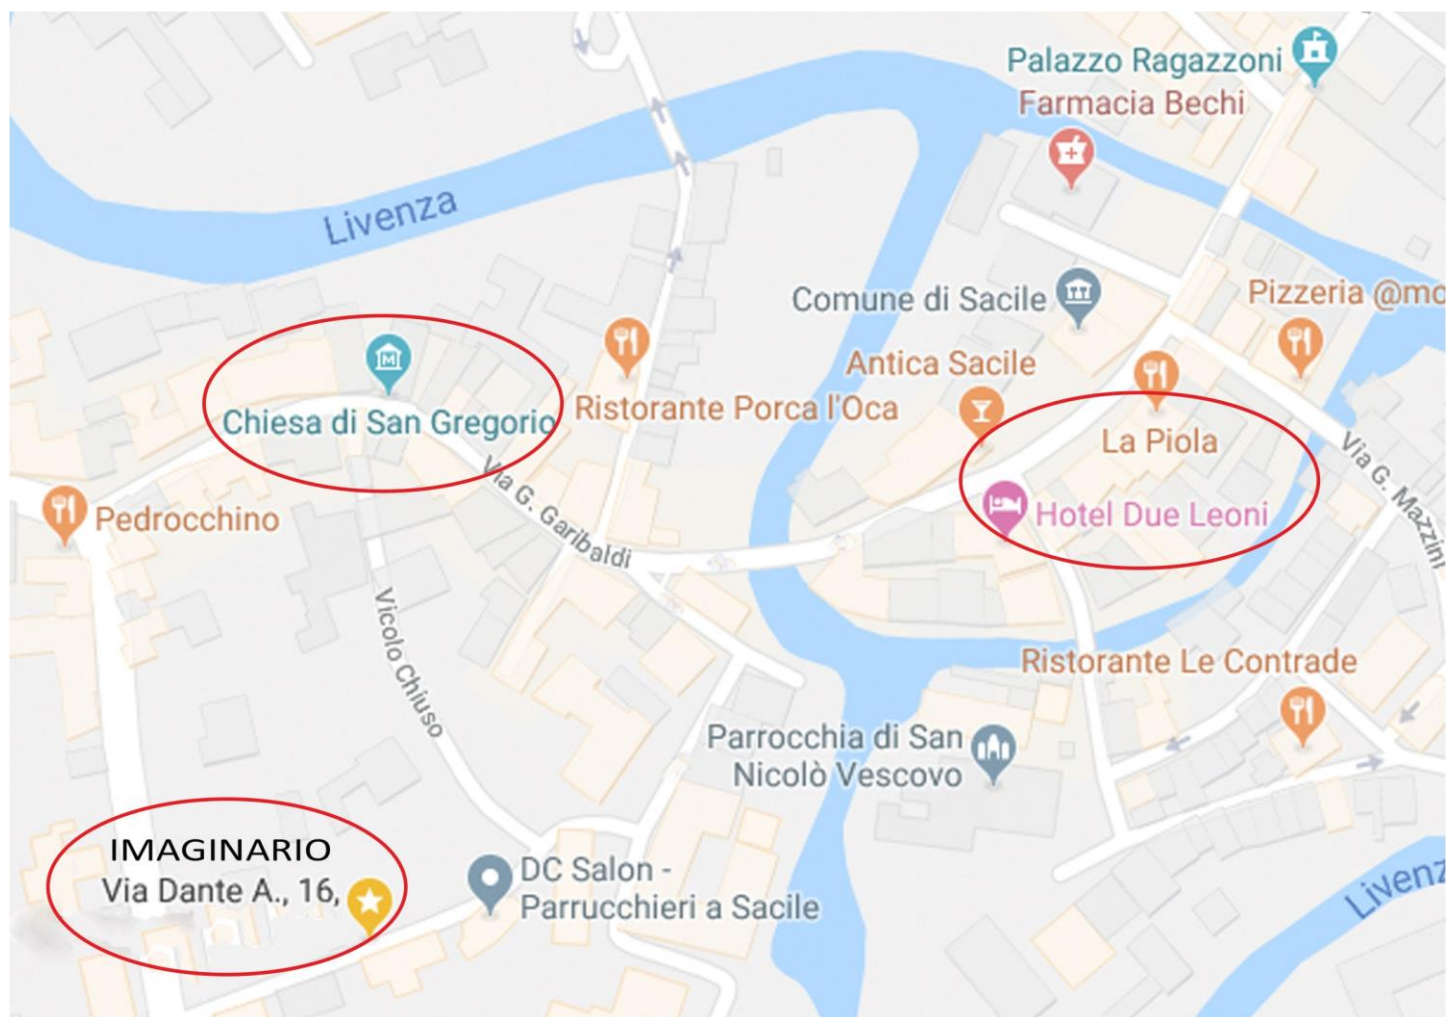 Palazzo Ragazzoni
Farmacia Bechi
Livenza
Comune di Sacile
Pizzeria @mo
Antica Sacile
Chiesa di San Gregorio
Ristorante Porca l'Oca
La Piola
Via G. Mazzini
Pedrocchino
Via G. Garibaldi
Hotel Due Leoni
Vicolo Chiuso
Ristorante Le Contrade
Parrocchia di San
Nicolò Vescovo
IMAGINARIO
Via Dante A., 16,
DC Salon -
Parrucchieri a Sacile
Livenz
M